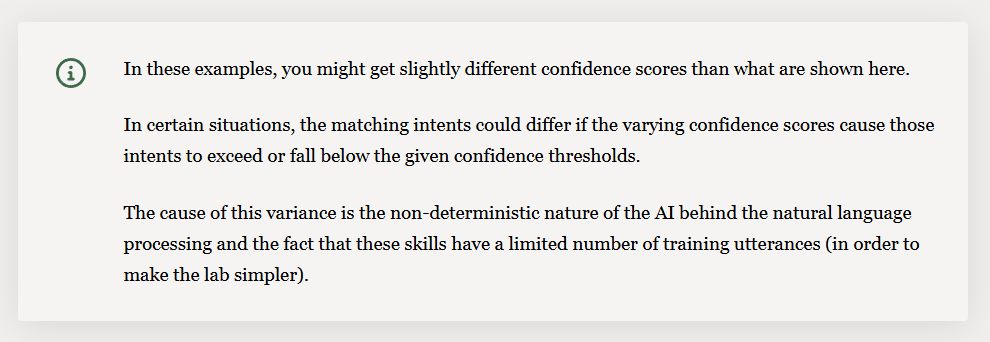 In these examples, you might get slightly different confidence scores than what are shown here.
In certain situations, the matching intents could differ if the varying confidence scores cause those
intents to exceed or fall below the given confidence thresholds.
The cause of this variance is the non-deterministic nature of the AI behind the natural language
processing and the fact that these skills have a limited number of training utterances (in order to
make the lab simpler).